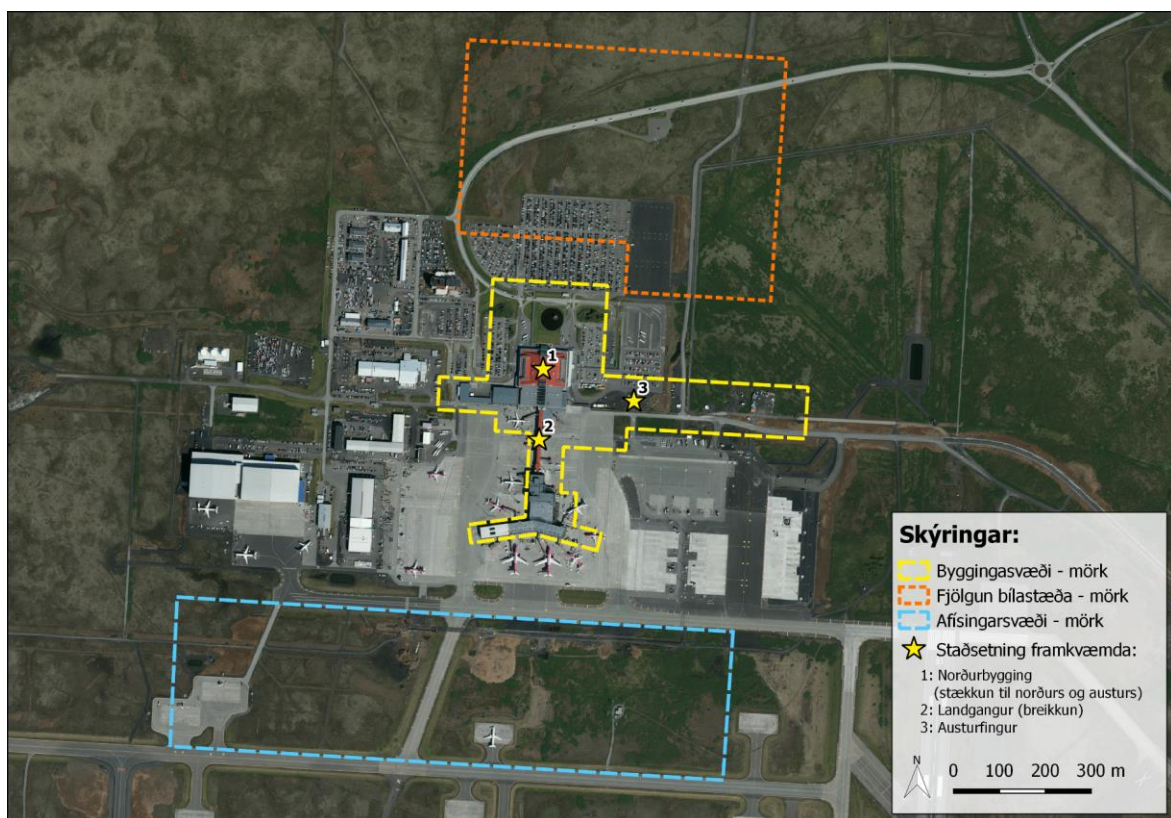 1
3
2
Skýringar:
Byggingasvæði - mörk
Fjölgun bílastæða - mörk
Afísingarsvæði - mörk
Staðsetning framkvæmda:
1: Norðurbygging
(stækkun til norðurs og austurs)
2: Landgangur (breikkun)
3: Austurfingur
N
0 100 200 300 m